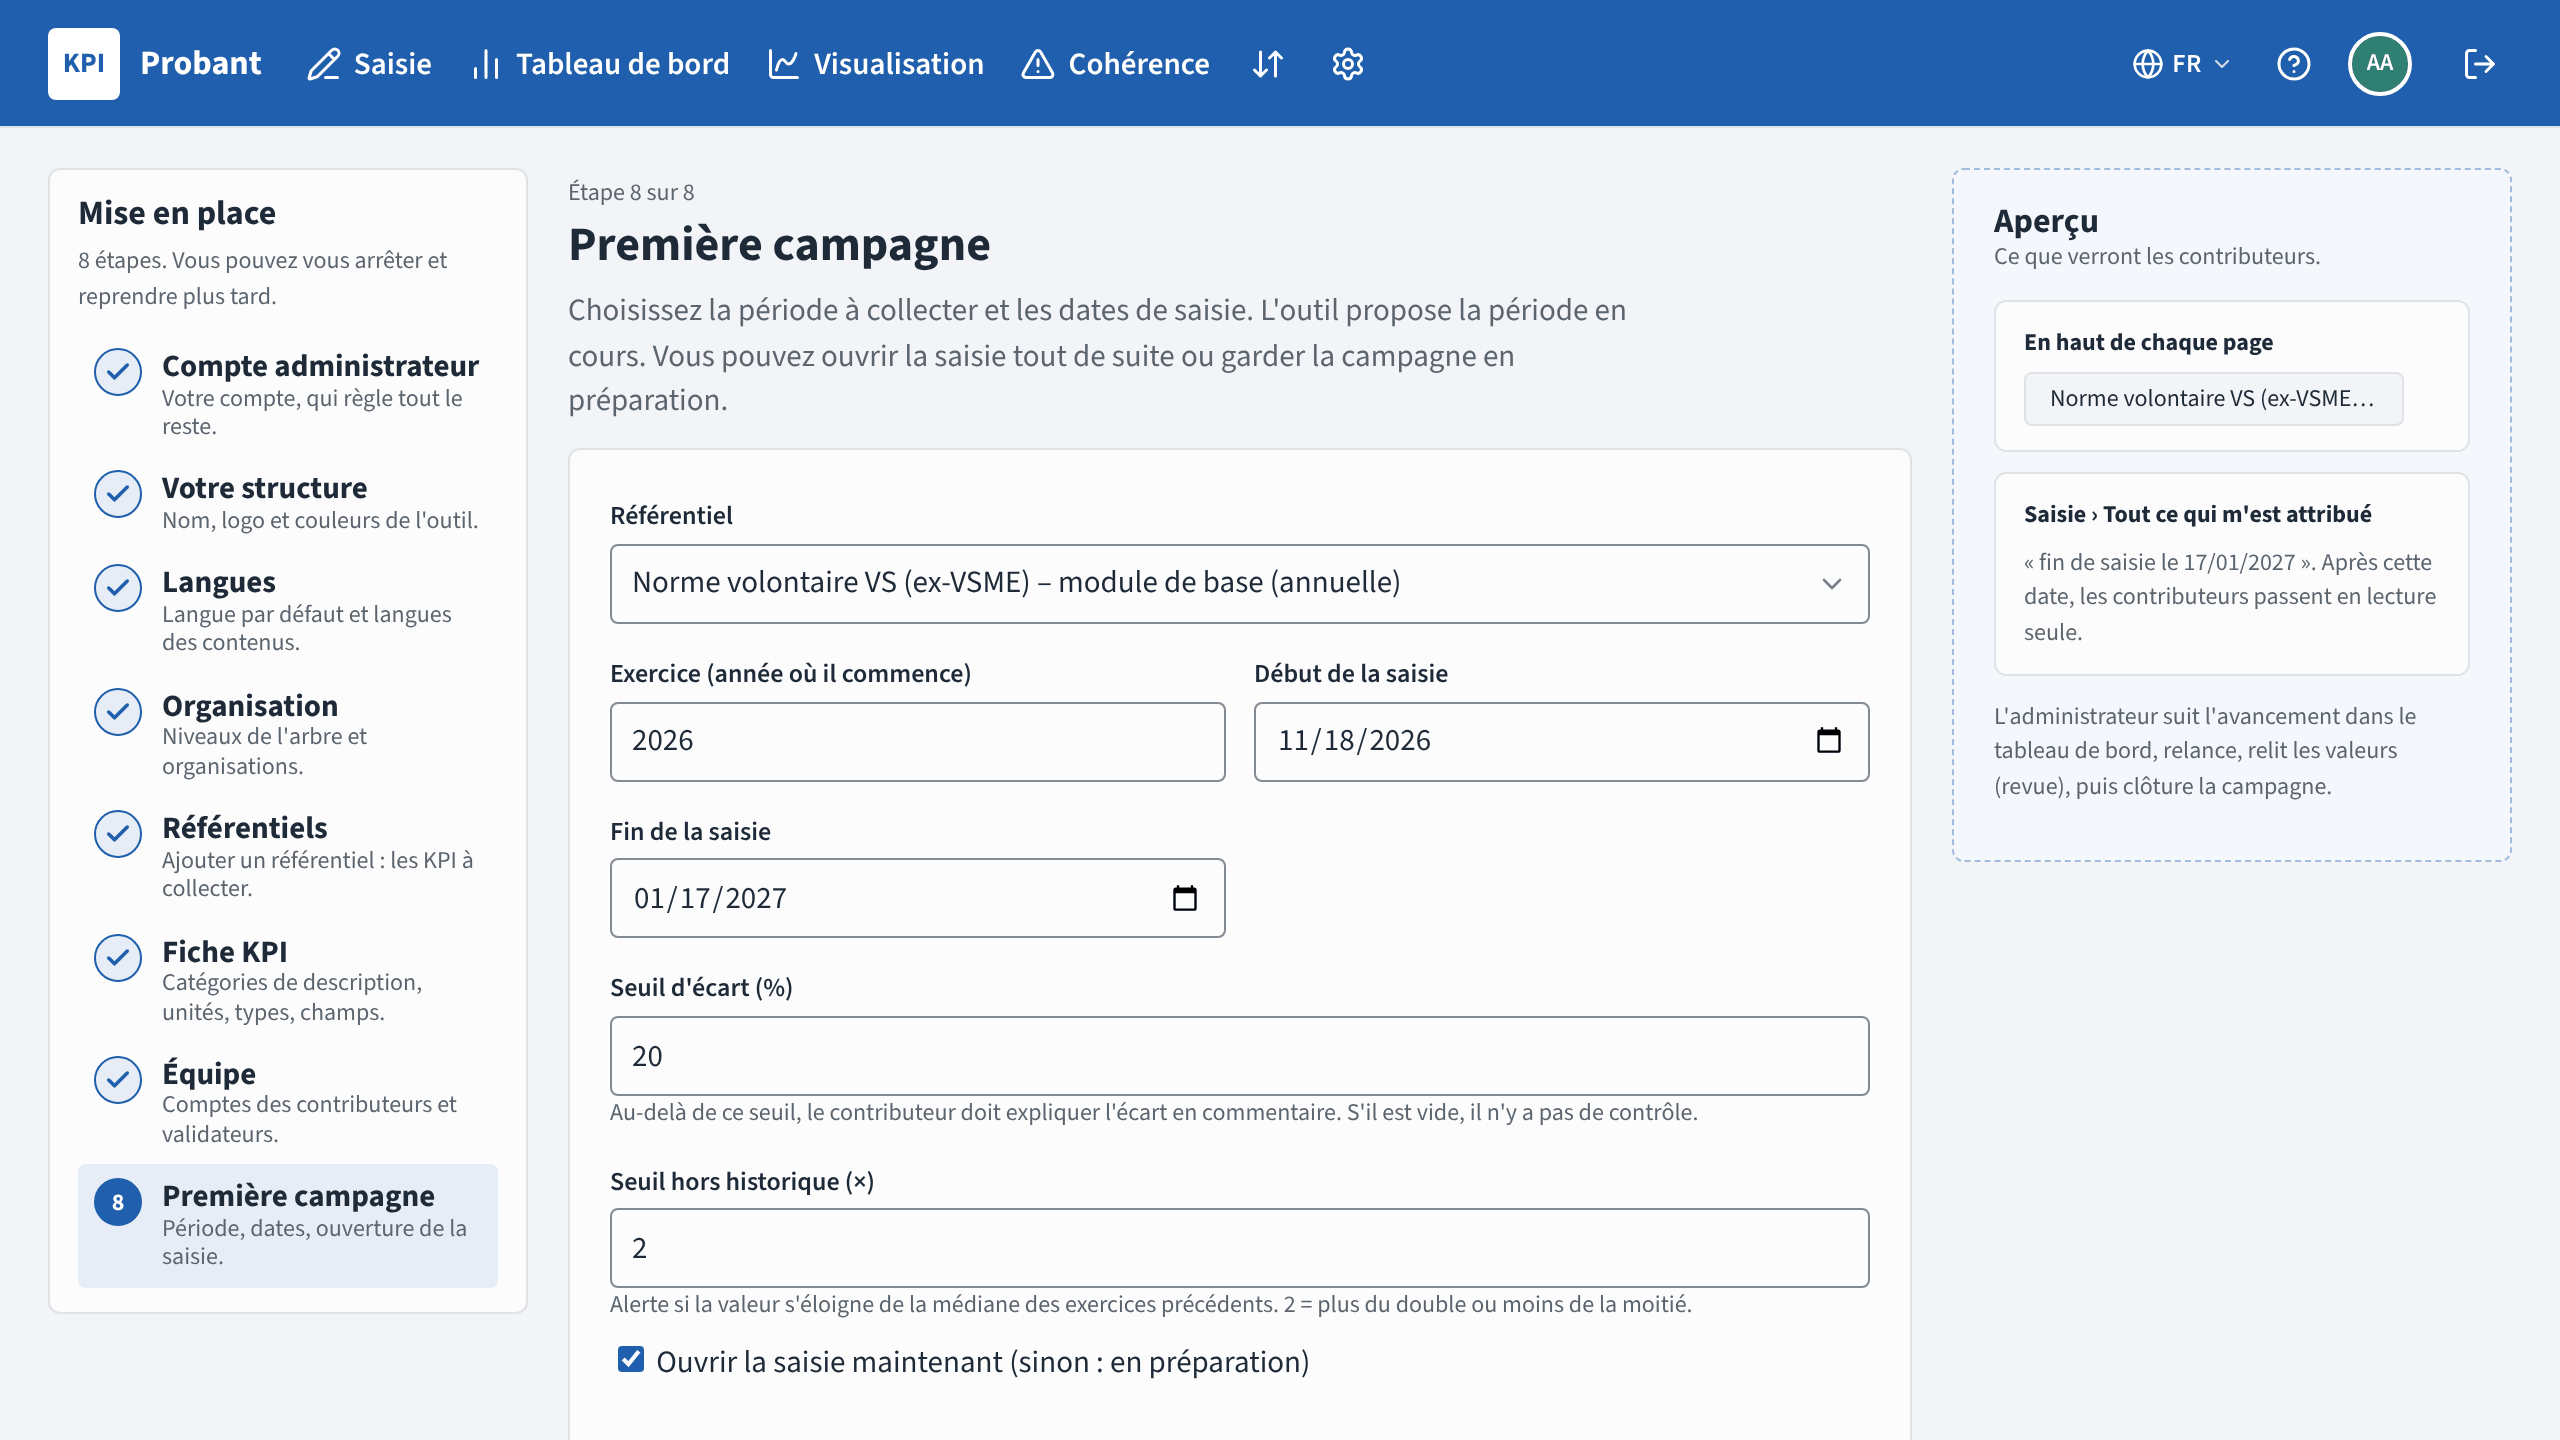 KPI Probant Saisie Tableau de bord Visualisation Cohérence FR AA
Mise en place
8 étapes. Vous pouvez vous arrêter et
reprendre plus tard.
Compte administrateur
Votre compte, qui règle tout le
reste.
Votre structure
Nom, logo et couleurs de l'outil.
Langues
Langue par défaut et langues
des contenus.
Organisation
Niveaux de l'arbre et
organisations.
Référentiels
Ajouter un référentiel : les KPI à
collecter.
Fiche KPI
Catégories de description,
unités, types, champs.
Équipe
Comptes des contributeurs et
validateurs.
8 Première campagne
Période, dates, ouverture de la
saisie.
Étape 8 sur 8
Première campagne
Choisissez la période à collecter et les dates de saisie. L'outil propose la période en
cours. Vous pouvez ouvrir la saisie tout de suite ou garder la campagne en
préparation.
Référentiel
Norme volontaire VS (ex-VSME) – module de base (annuelle)
Exercice (année où il commence)
2026
Début de la saisie
11/18/2026
Fin de la saisie
01/17/2027
Seuil d'écart (%)
20
Au-delà de ce seuil, le contributeur doit expliquer l'écart en commentaire. S'il est vide, il n'y a pas de contrôle.
Seuil hors historique (×)
2
Alerte si la valeur s'éloigne de la médiane des exercices précédents. 2 = plus du double ou moins de la moitié.
Ouvrir la saisie maintenant (sinon : en préparation)
Aperçu
Ce que verront les contributeurs.
En haut de chaque page
Norme volontaire VS (ex-VSME…
Saisie › Tout ce qui m'est attribué
« fin de saisie le 17/01/2027 ». Après cette
date, les contributeurs passent en lecture
seule.
L'administrateur suit l'avancement dans le
tableau de bord, relance, relit les valeurs
(revue), puis clôture la campagne.